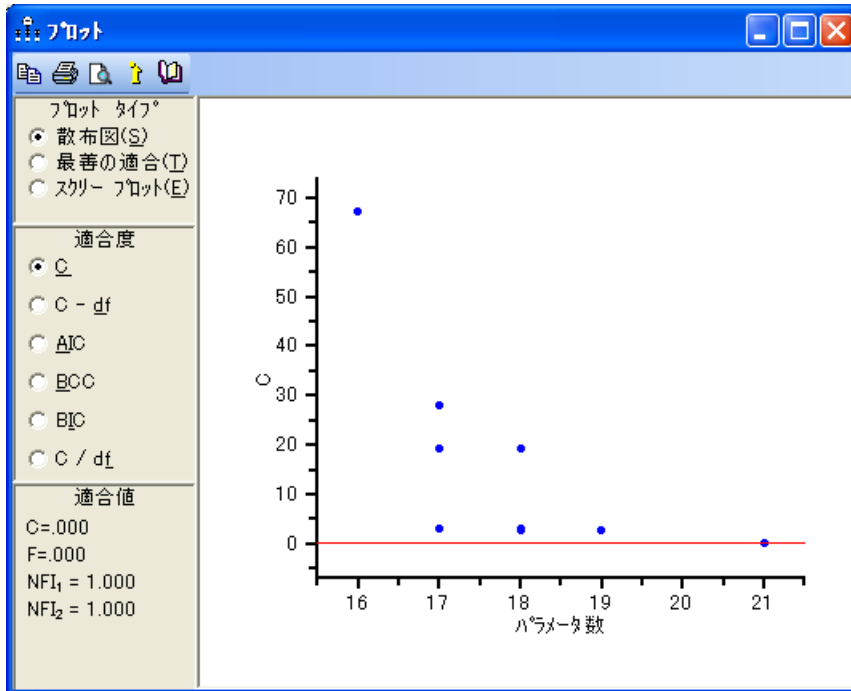 ﾌﾟﾛｯﾄ
ﾌﾟﾛｯﾄ ﾀｲﾌﾟ
散布図(S)
最善の適合(T)
ｽｸﾘｰ ﾌﾟﾛｯﾄ(E)
適合度
C
C - df
AIC
BCC
BIC
C / df
適合値
C=.000
F=.000
NFI₁ = 1.000
NFI₂ = 1.000
70
60
50
40
30
20
10
0
C
16 17 18 19 20 21
ﾊﾟﾗﾒｰﾀ数